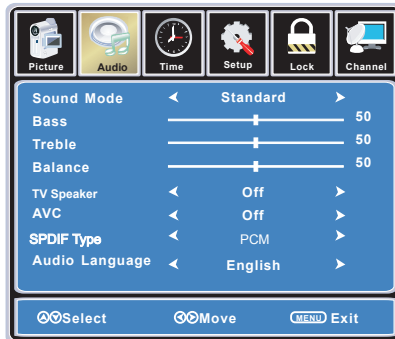 Picture Audio Time Setup Lock Channel
Sound Mode Standard
Bass 50
Treble 50
Balance 50
TV Speaker Off
AVC Off
SPDIF Type PCM
Audio Language English
Select Move MENU Exit